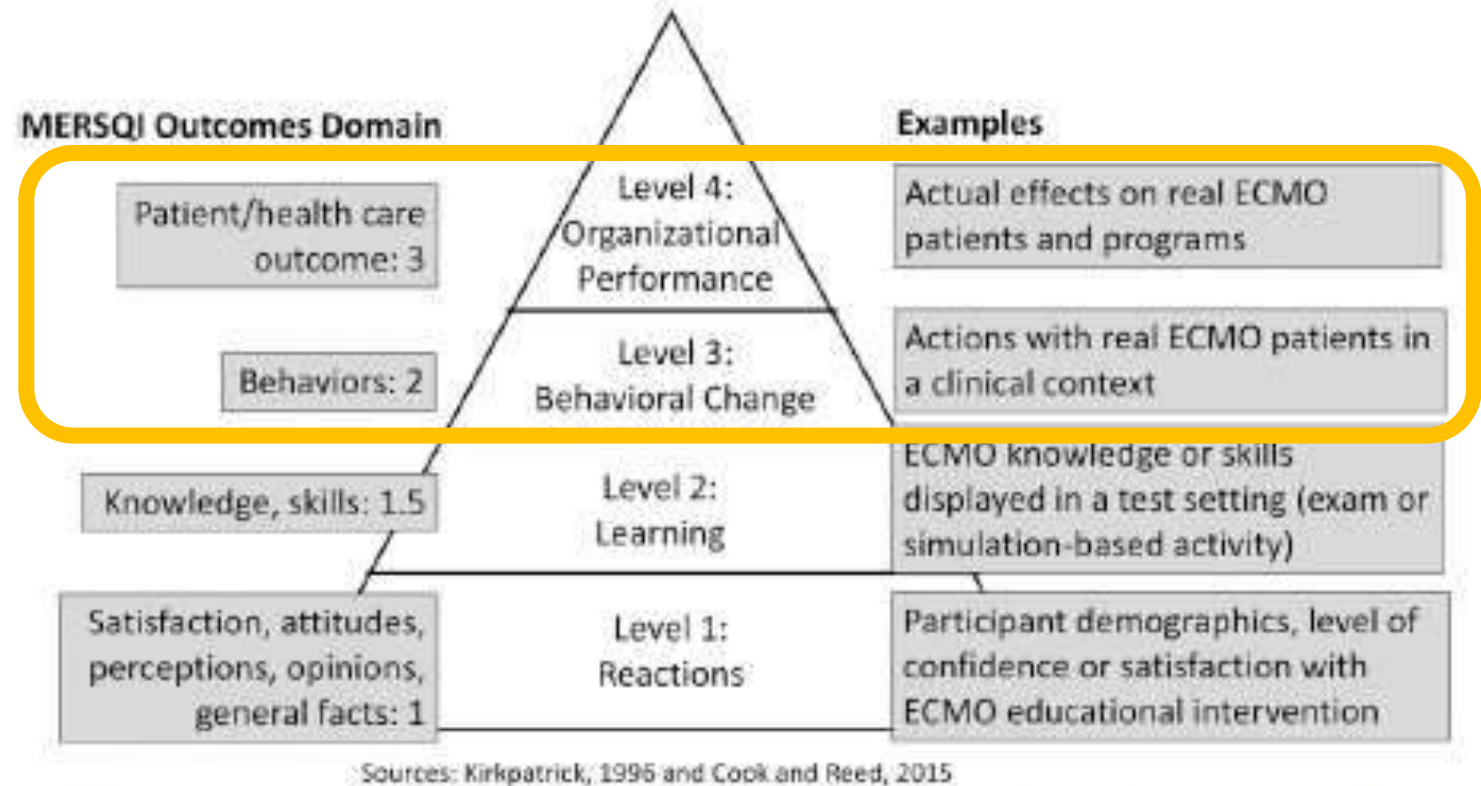 MERSQI Outcomes Domain
Examples
Patient/health care
outcome: 3
Level 4:
Organizational
Performance
Actual effects on real ECMO
patients and programs
Behaviors: 2
Level 3:
Behavioral Change
Actions with real ECMO patients in
a clinical context
Knowledge, skills: 1.5
Level 2:
Learning
ECMO knowledge or skills
displayed in a test setting (exam or
simulation-based activity)
Satisfaction, attitudes,
perceptions, opinions,
general facts: 1
Level 1:
Reactions
Participant demographics, level of
confidence or satisfaction with
ECMO educational intervention
Sources: Kirkpatrick, 1996 and Cook and Reed, 2015